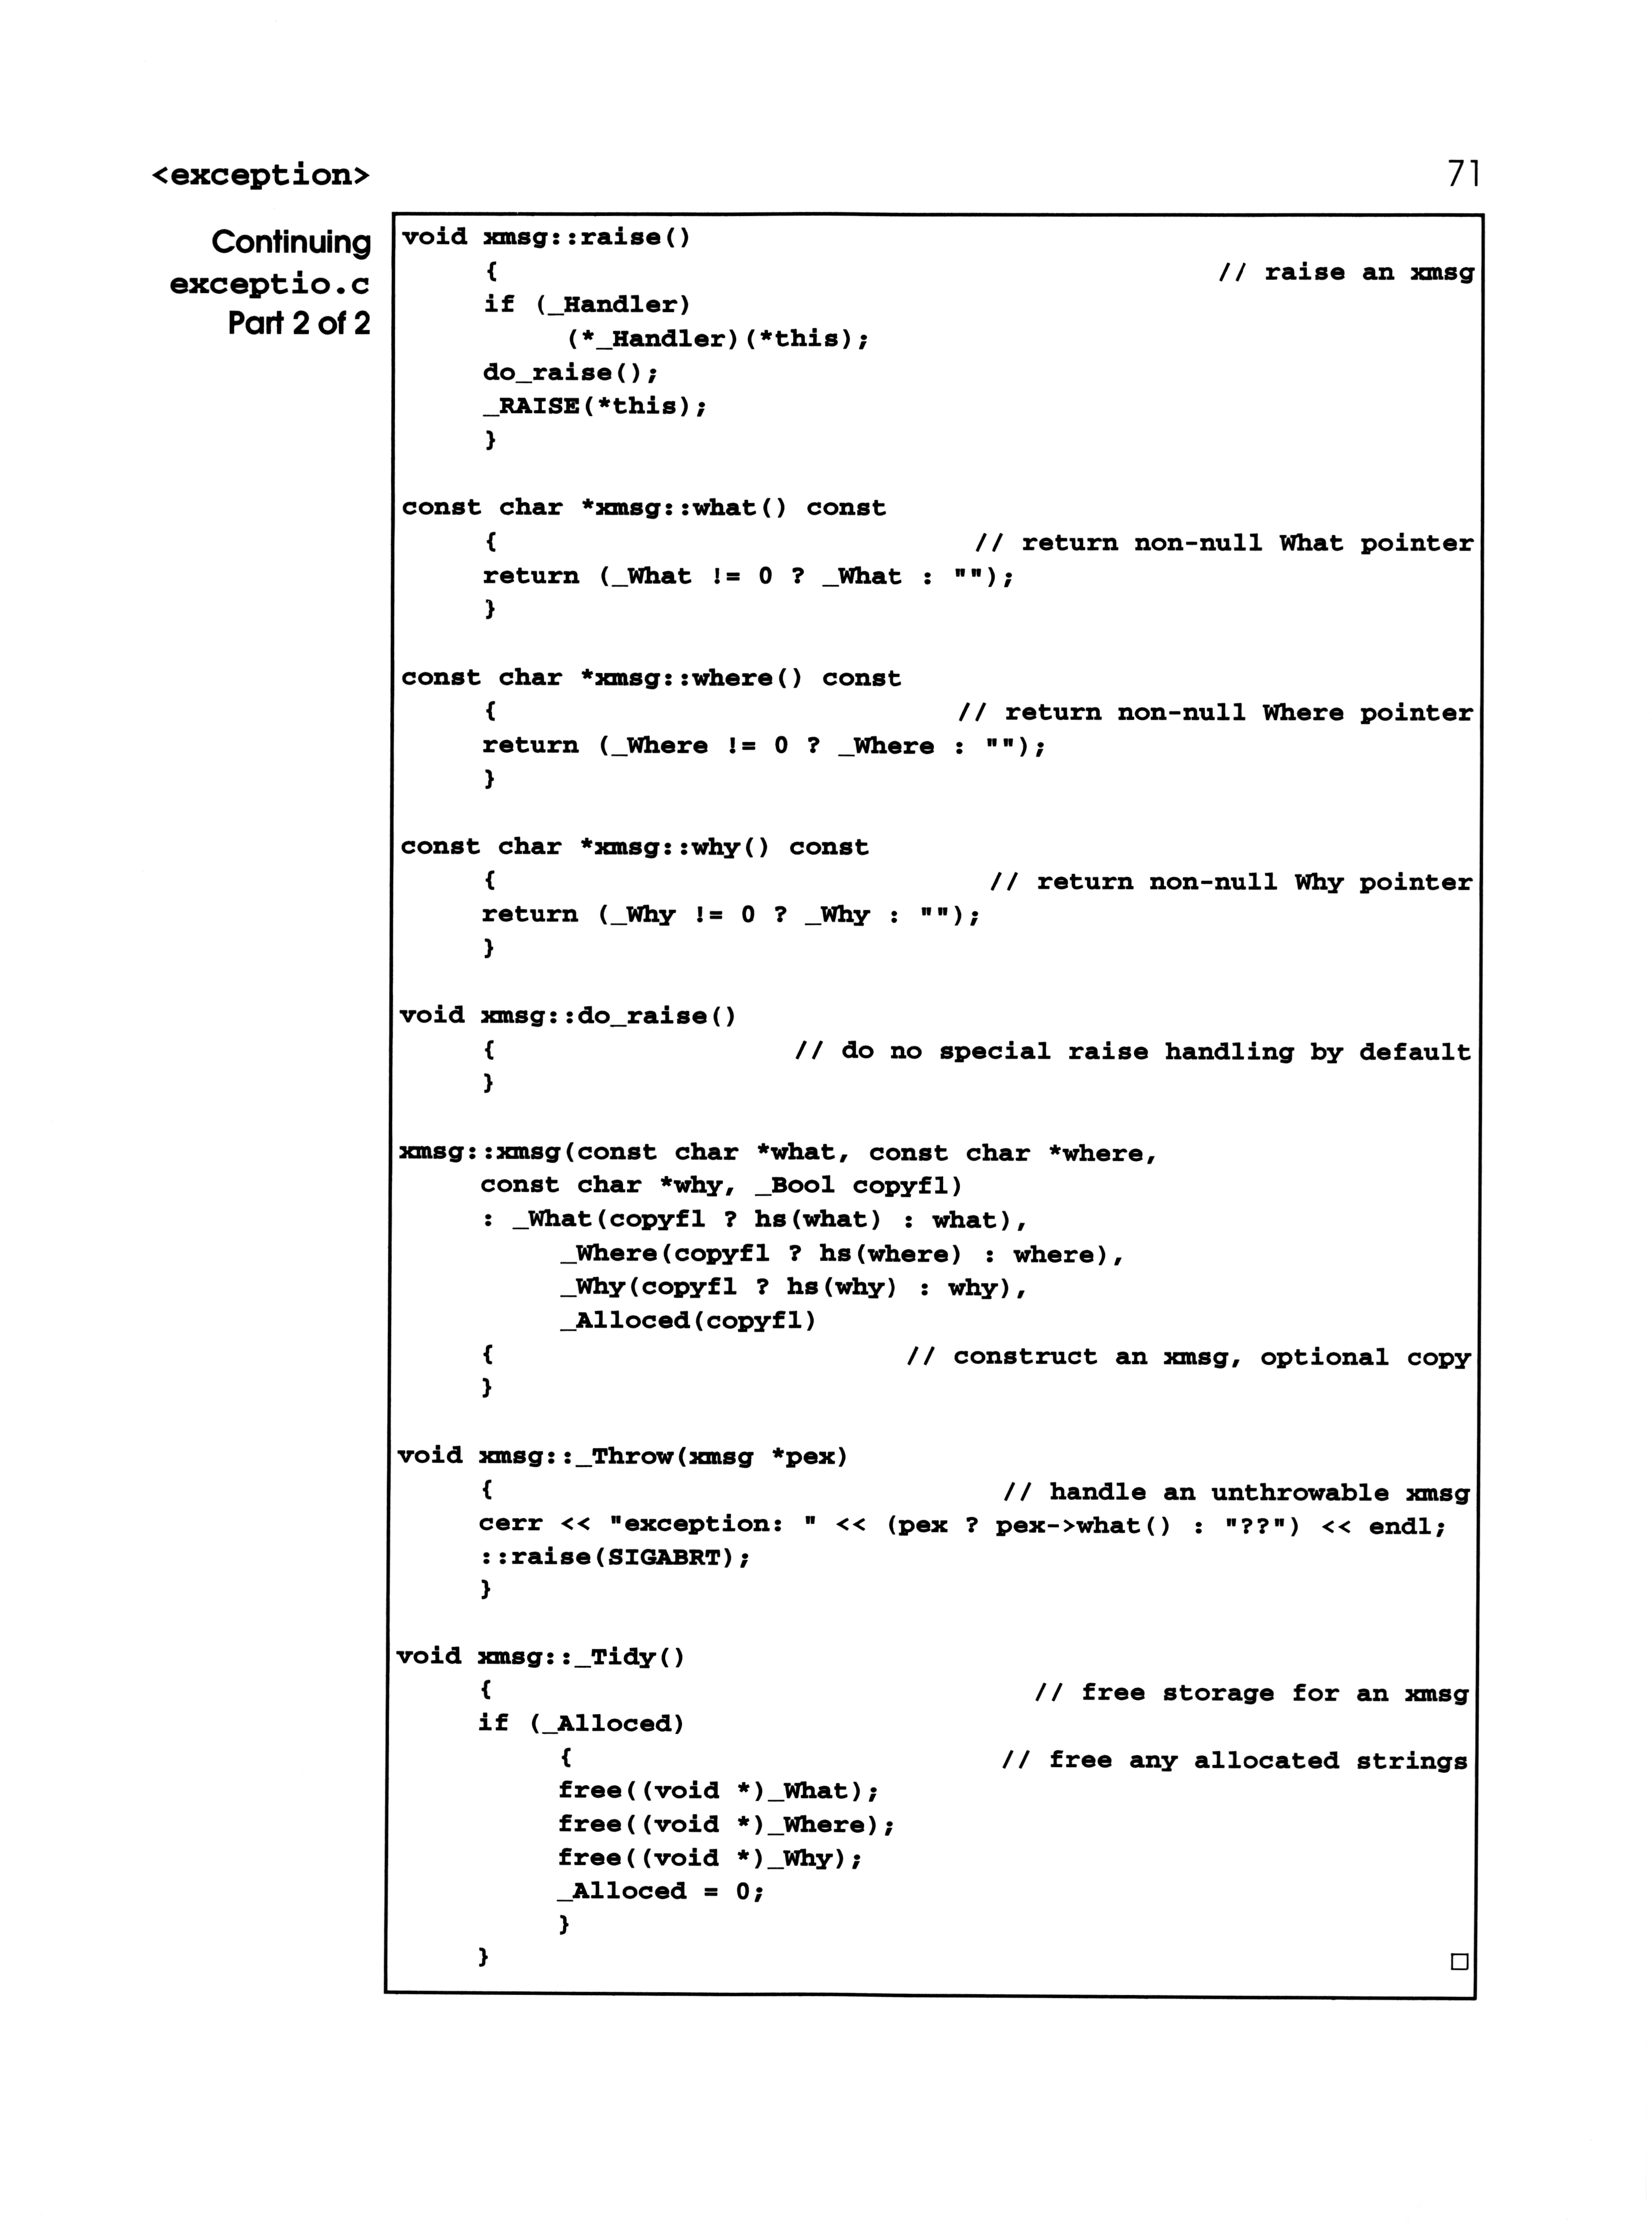 <exception>
71
Continuing
exceptio.c
Part 2 of 2
void xmsg::raise()
{ // raise an xmsg
if (_Handler)
(*_Handler)(*this);
do_raise();
_RAISE(*this);
}
const char *xmsg::what() const
{ // return non-null What pointer
return (_What != 0 ? _What : "");
}
const char *xmsg::where() const
{ // return non-null Where pointer
return (_Where != 0 ? _Where : "");
}
const char *xmsg::why() const
{ // return non-null Why pointer
return (_Why != 0 ? _Why : "");
}
void xmsg::do_raise()
{ // do no special raise handling by default
}
xmsg::xmsg(const char *what, const char *where,
const char *why, _Bool copyfl)
: _What(copyfl ? hs(what) : what),
_Where(copyfl ? hs(where) : where),
_Why(copyfl ? hs(why) : why),
_Alloced(copyfl)
{ // construct an xmsg, optional copy
}
void xmsg::_Throw(xmsg *pex)
{ // handle an unthrowable xmsg
cerr << "exception: " << (pex ? pex->what() : "??") << endl;
::raise(SIGABRT);
}
void xmsg::_Tidy()
{ // free storage for an xmsg
if (_Alloced)
{ // free any allocated strings
free((void *)_What);
free((void *)_Where);
free((void *)_Why);
_Alloced = 0;
}
} □